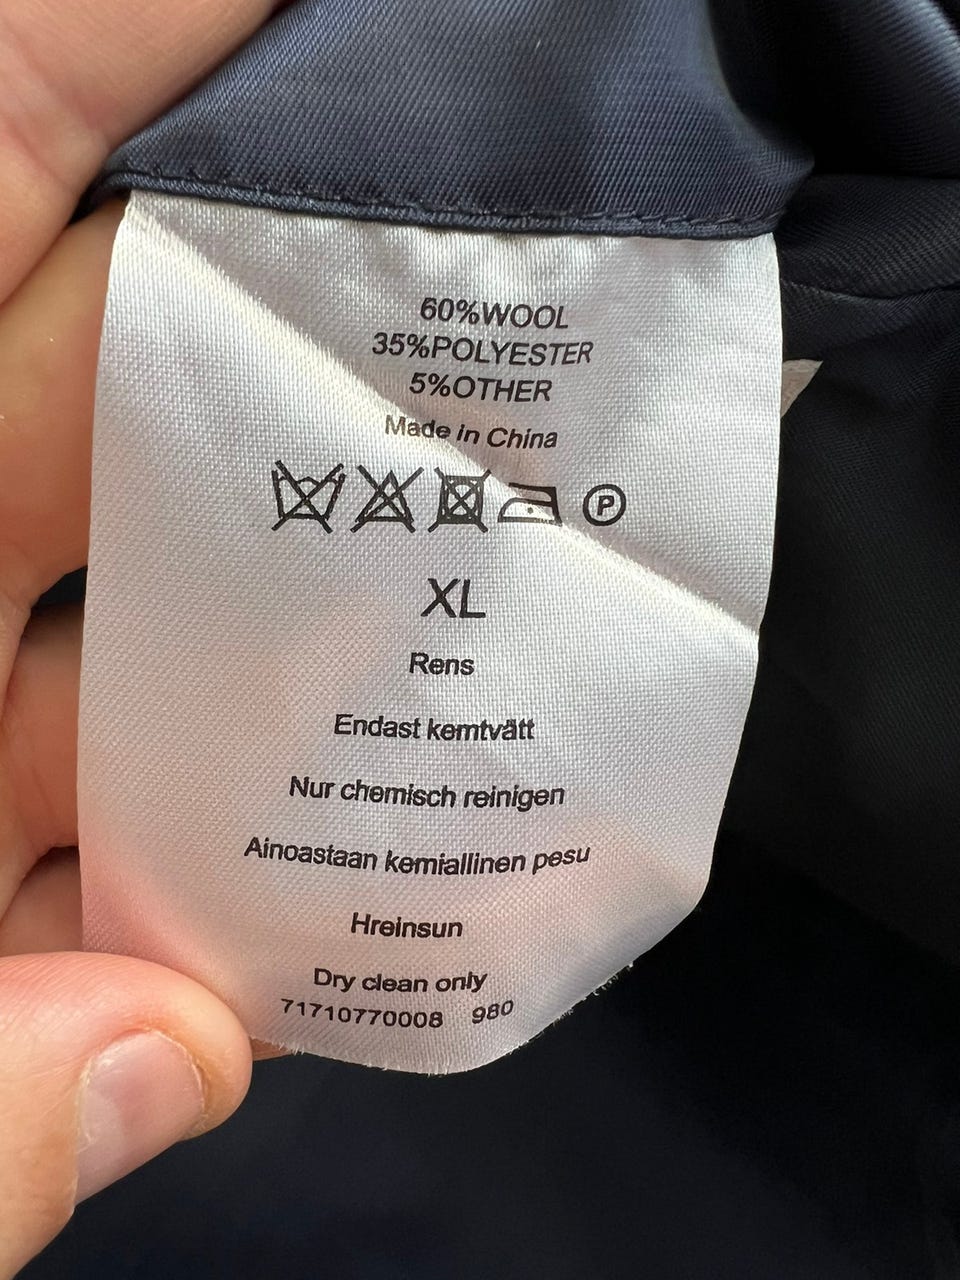 60%WOOL
35%POLYESTER
5%OTHER
Made in China
P
XL
Rens
Endast kemtvätt
Nur chemisch reinigen
Ainoastaan kemiallinen pesu
Hreinsun
Dry clean only
71710770008 980